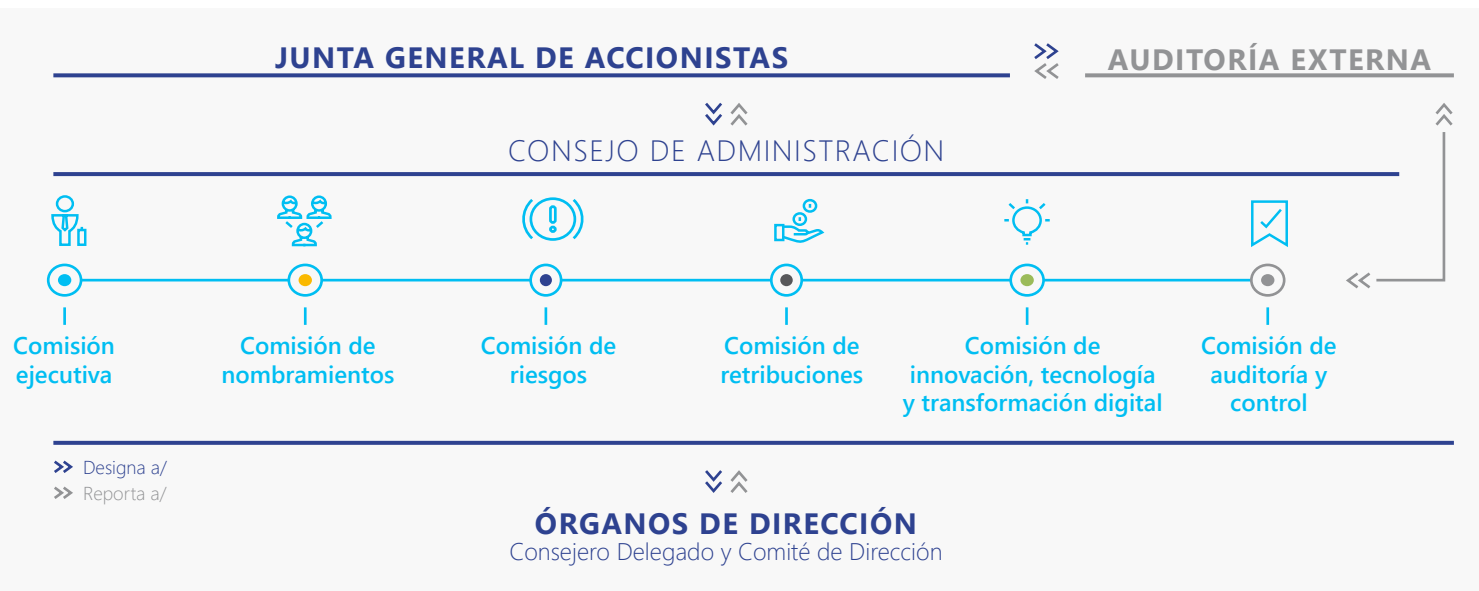 JUNTA GENERAL DE ACCIONISTAS
AUDITORÍA EXTERNA
CONSEJO DE ADMINISTRACIÓN
Comisión
ejecutiva
Comisión de
nombramientos
Comisión de
riesgos
Comisión de
retribuciones
Comisión de
innovación, tecnología
y transformación digital
Comisión de
auditoría y
control
Designa a/
Reporta a/
ÓRGANOS DE DIRECCIÓN
Consejero Delegado y Comité de Dirección